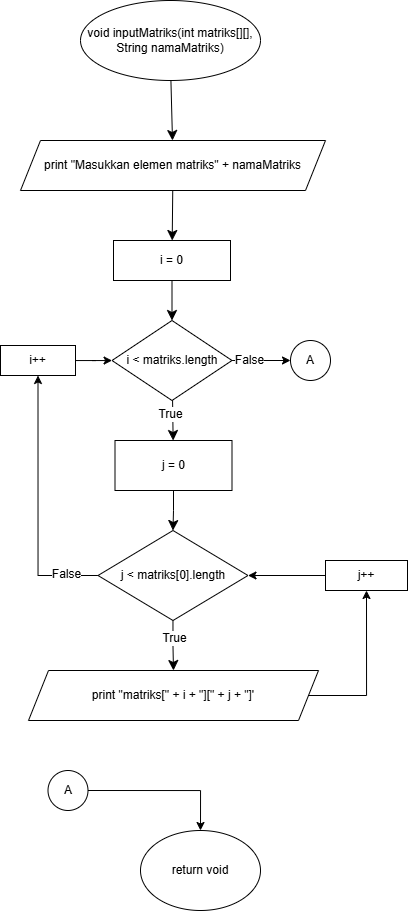 void inputMatriks(int matriks[][],
String namaMatriks)
print "Masukkan elemen matriks" + namaMatriks
i = 0
i++
i < matriks.length
False
A
True
j = 0
j < matriks[0].length
False
j++
True
print "matriks[" + i + "][" + j + "]'
A
return void